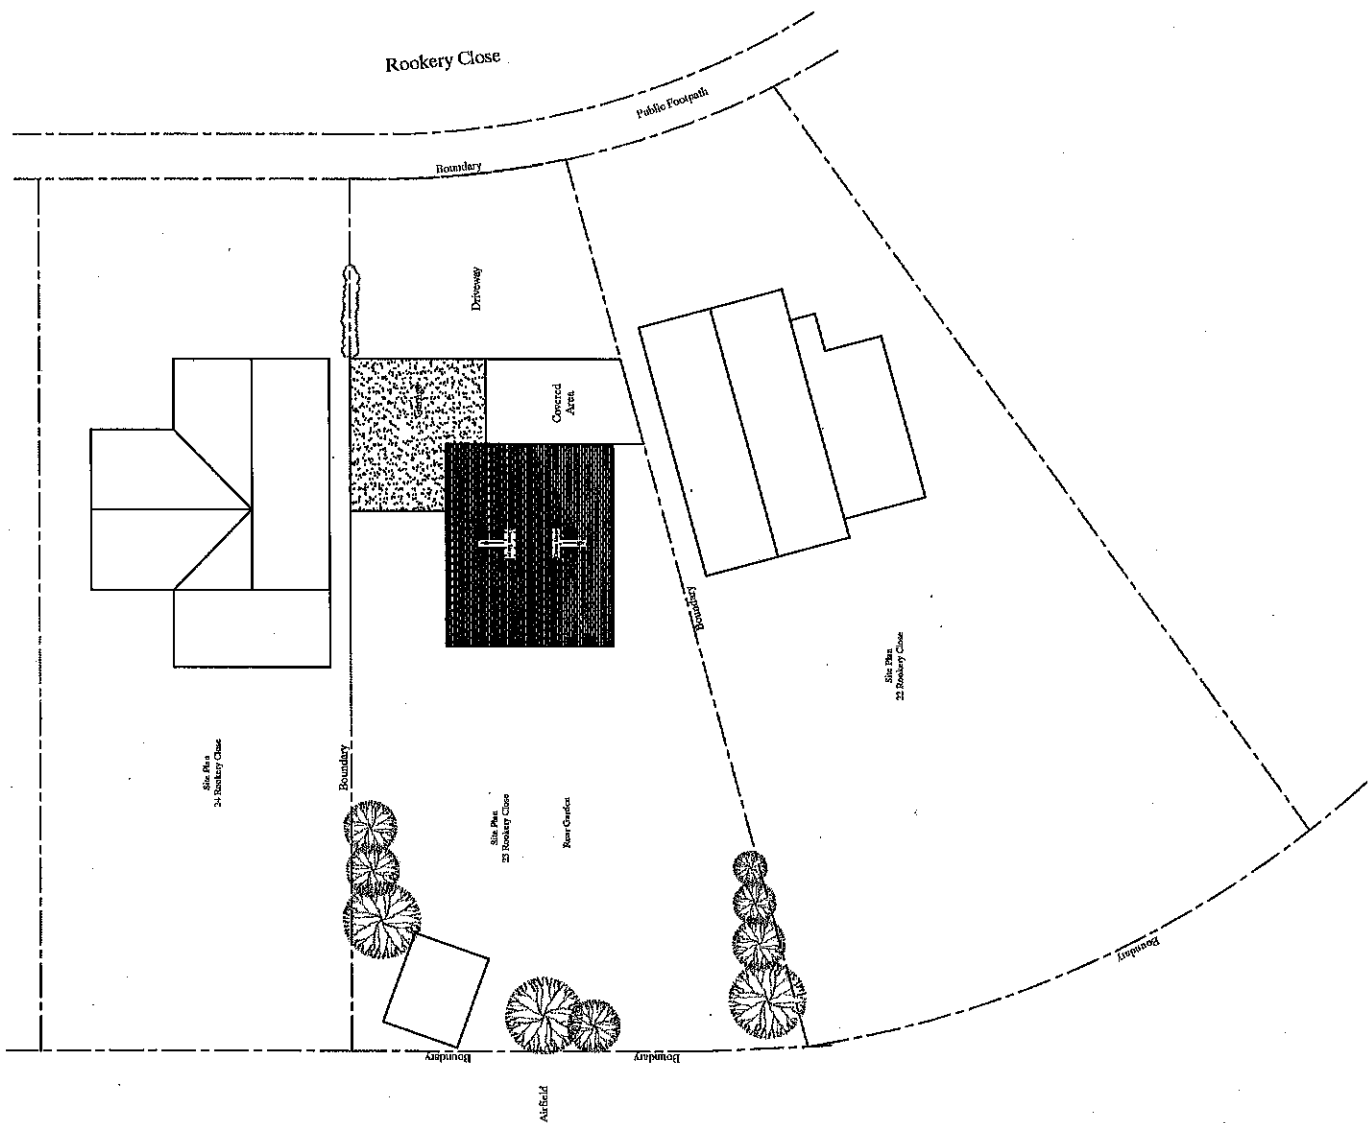 Rookery Close
Public Footpath
Boundary
Driveway
Garage
Covered
Area
Boundary
Site Plan
22 Rookery Close
Site Plan
24 Rookery Close
Boundary
Site Plan
23 Rookery Close
Rear Garden
Boundary
Boundary
Boundary
Airfield